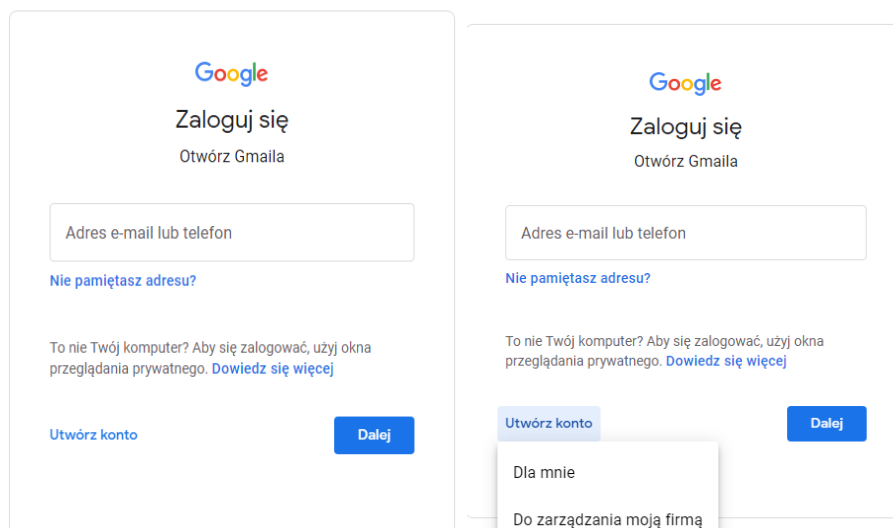 Google
Zaloguj się
Otwórz Gmaila
Adres e-mail lub telefon
Nie pamiętasz adresu?
To nie Twój komputer? Aby się zalogować, użyj okna
przeglądania prywatnego. Dowiedz się więcej
Utwórz konto
Dalej
Google
Zaloguj się
Otwórz Gmaila
Adres e-mail lub telefon
Nie pamiętasz adresu?
To nie Twój komputer? Aby się zalogować, użyj okna
przeglądania prywatnego. Dowiedz się więcej
Utwórz konto
Dalej
Dla mnie
Do zarządzania moją firmą